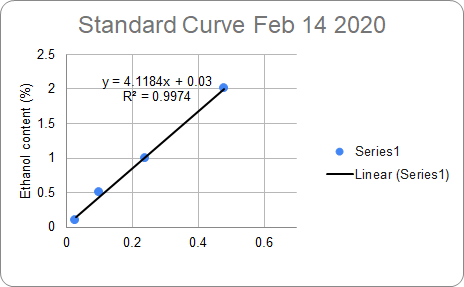 Standard Curve Feb 14 2020
2.5
y = 4.1184x + 0.03
R² = 0.9974
2
1.5
1
0.5
0
Ethanol content (%)
0 0.2 0.4 0.6
Series1
Linear (Series1)